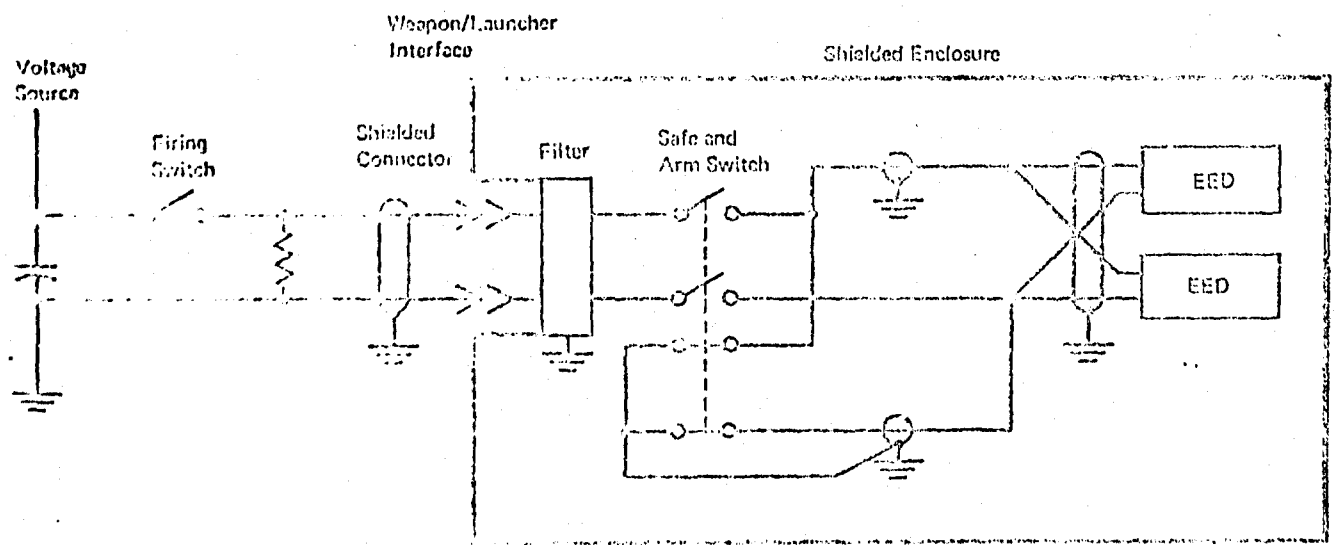 Weapon/Launcher
Interface
Shielded Enclosure
Voltage
Source
Firing
Switch
Shielded
Connector
Filter
Safe and
Arm Switch
EED
EED